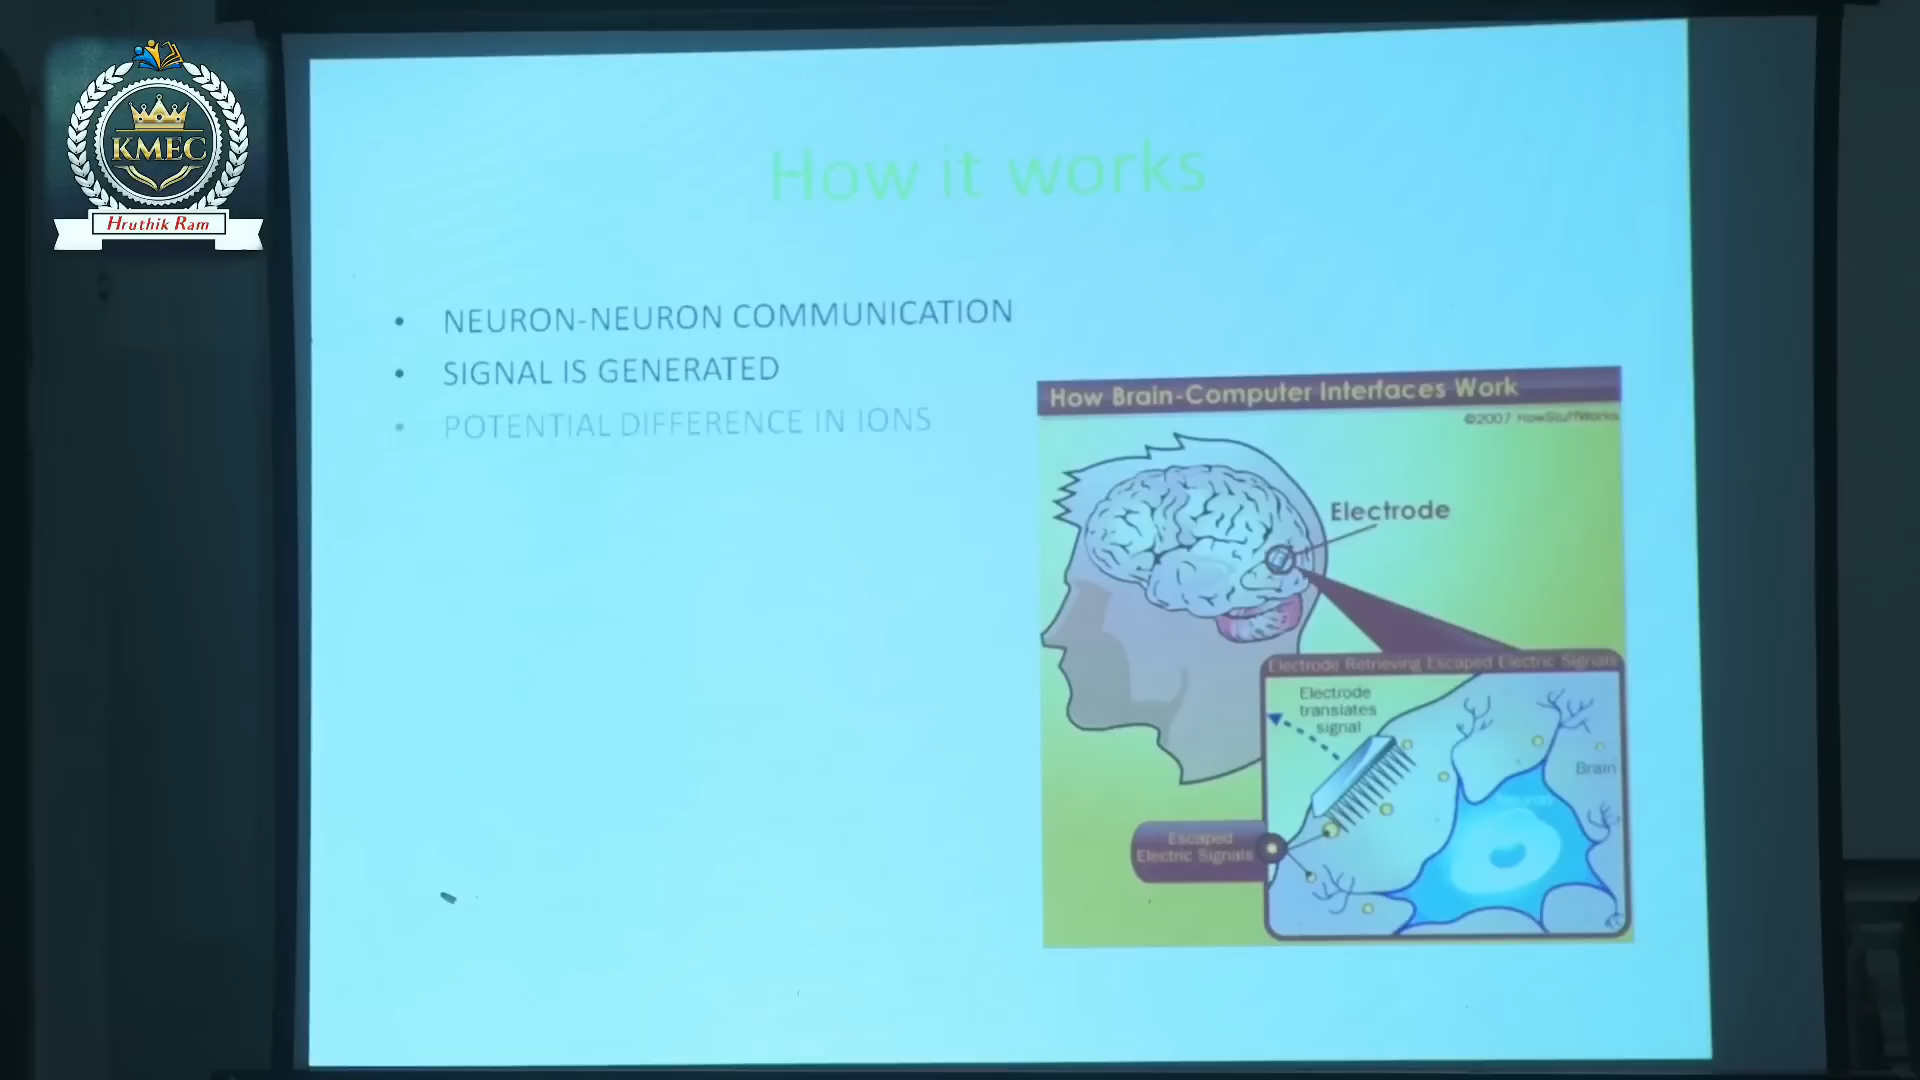 KMEC
Hruthik Ram
How it works
• NEURON-NEURON COMMUNICATION
• SIGNAL IS GENERATED
• POTENTIAL DIFFERENCE IN IONS
How Brain-Computer Interfaces Work
©2007 HowStuffWorks
Electrode
Electrode Retrieving Escaped Electric Signals
Electrode
translates
signal
Brain
Escaped
Electric Signals